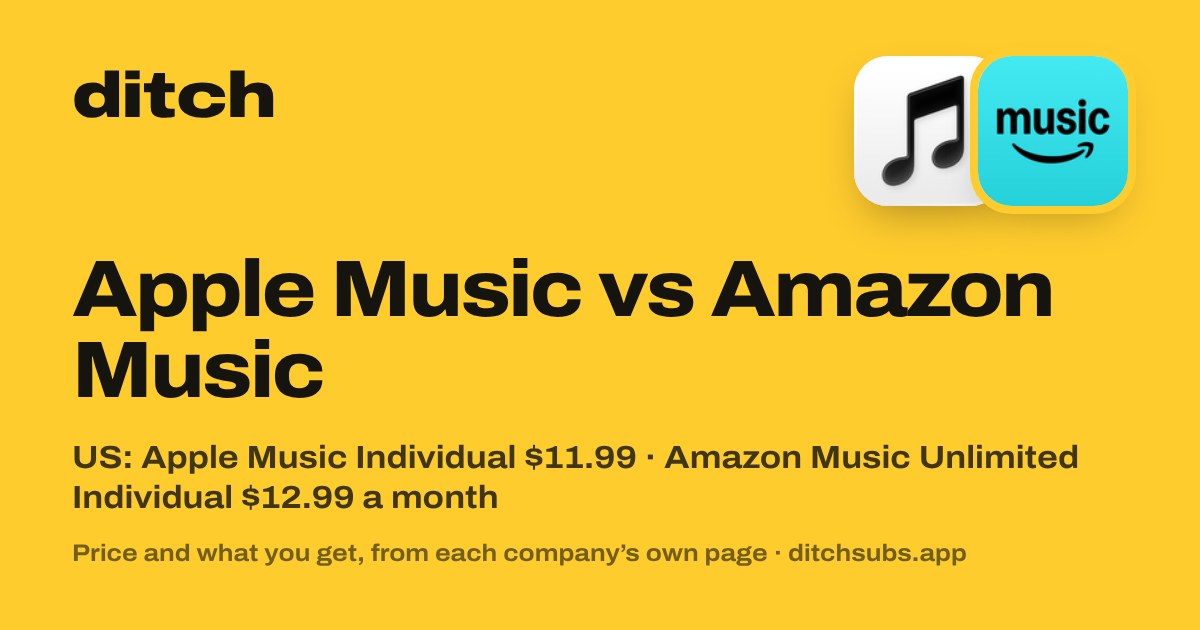 ditch
music
Apple Music vs Amazon
Music
US: Apple Music Individual $11.99 · Amazon Music Unlimited
Individual $12.99 a month
Price and what you get, from each company’s own page · ditchsubs.app